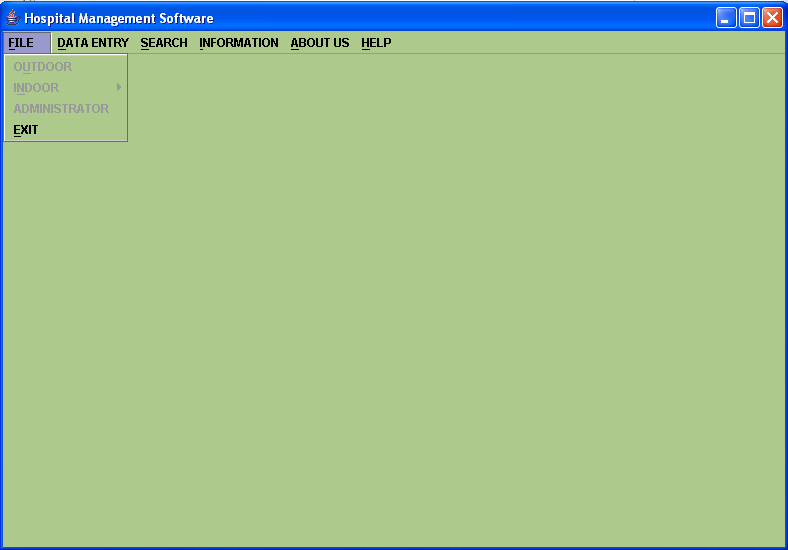 Hospital Management Software
FILE DATA ENTRY SEARCH INFORMATION ABOUT US HELP
OUTDOOR
INDOOR
ADMINISTRATOR
EXIT